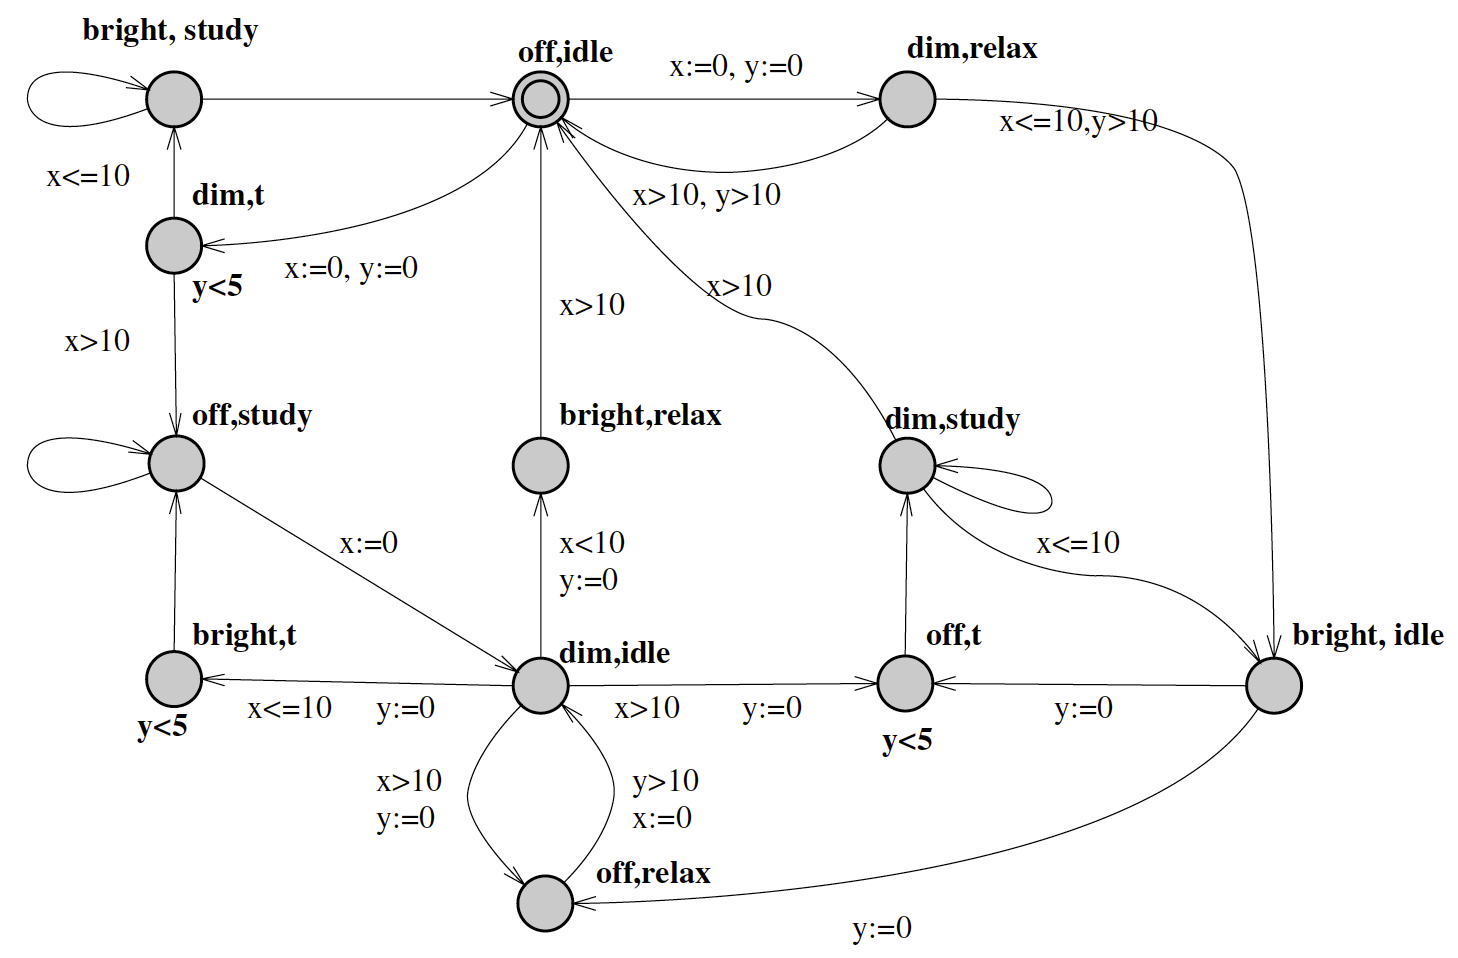 bright, study
off,idle
dim,relax
x:=0, y:=0
x<=10,y>10
x<=10
dim,t
x>10, y>10
x:=0, y:=0
y<5
x>10
x>10
x>10
off,study
bright,relax
dim,study
x:=0
x<10
y:=0
x<=10
bright,t
dim,idle
off,t
bright, idle
y<5
x<=10
y:=0
x>10
y:=0
y<5
y:=0
x>10
y:=0
y>10
x:=0
off,relax
y:=0